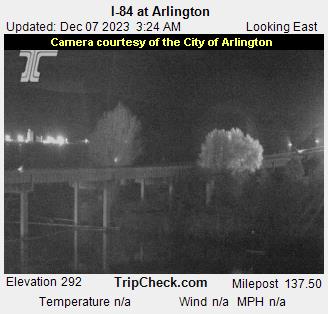 I-84 at Arlington
Updated: Dec 07 2023 3:24 AM Looking East
Camera courtesy of the City of Arlington
Elevation 292 TripCheck.com Milepost 137.50
Temperature n/a Wind n/a MPH n/a